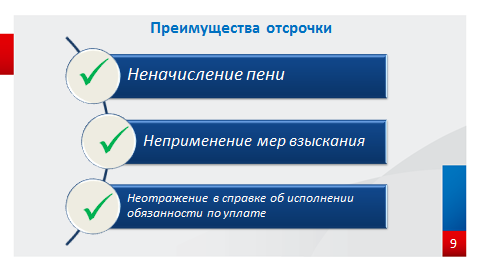 Преимущества отсрочки
Неначисление пени
Неприменение мер взыскания
Неотражение в справке об исполнении
обязанности по уплате
9